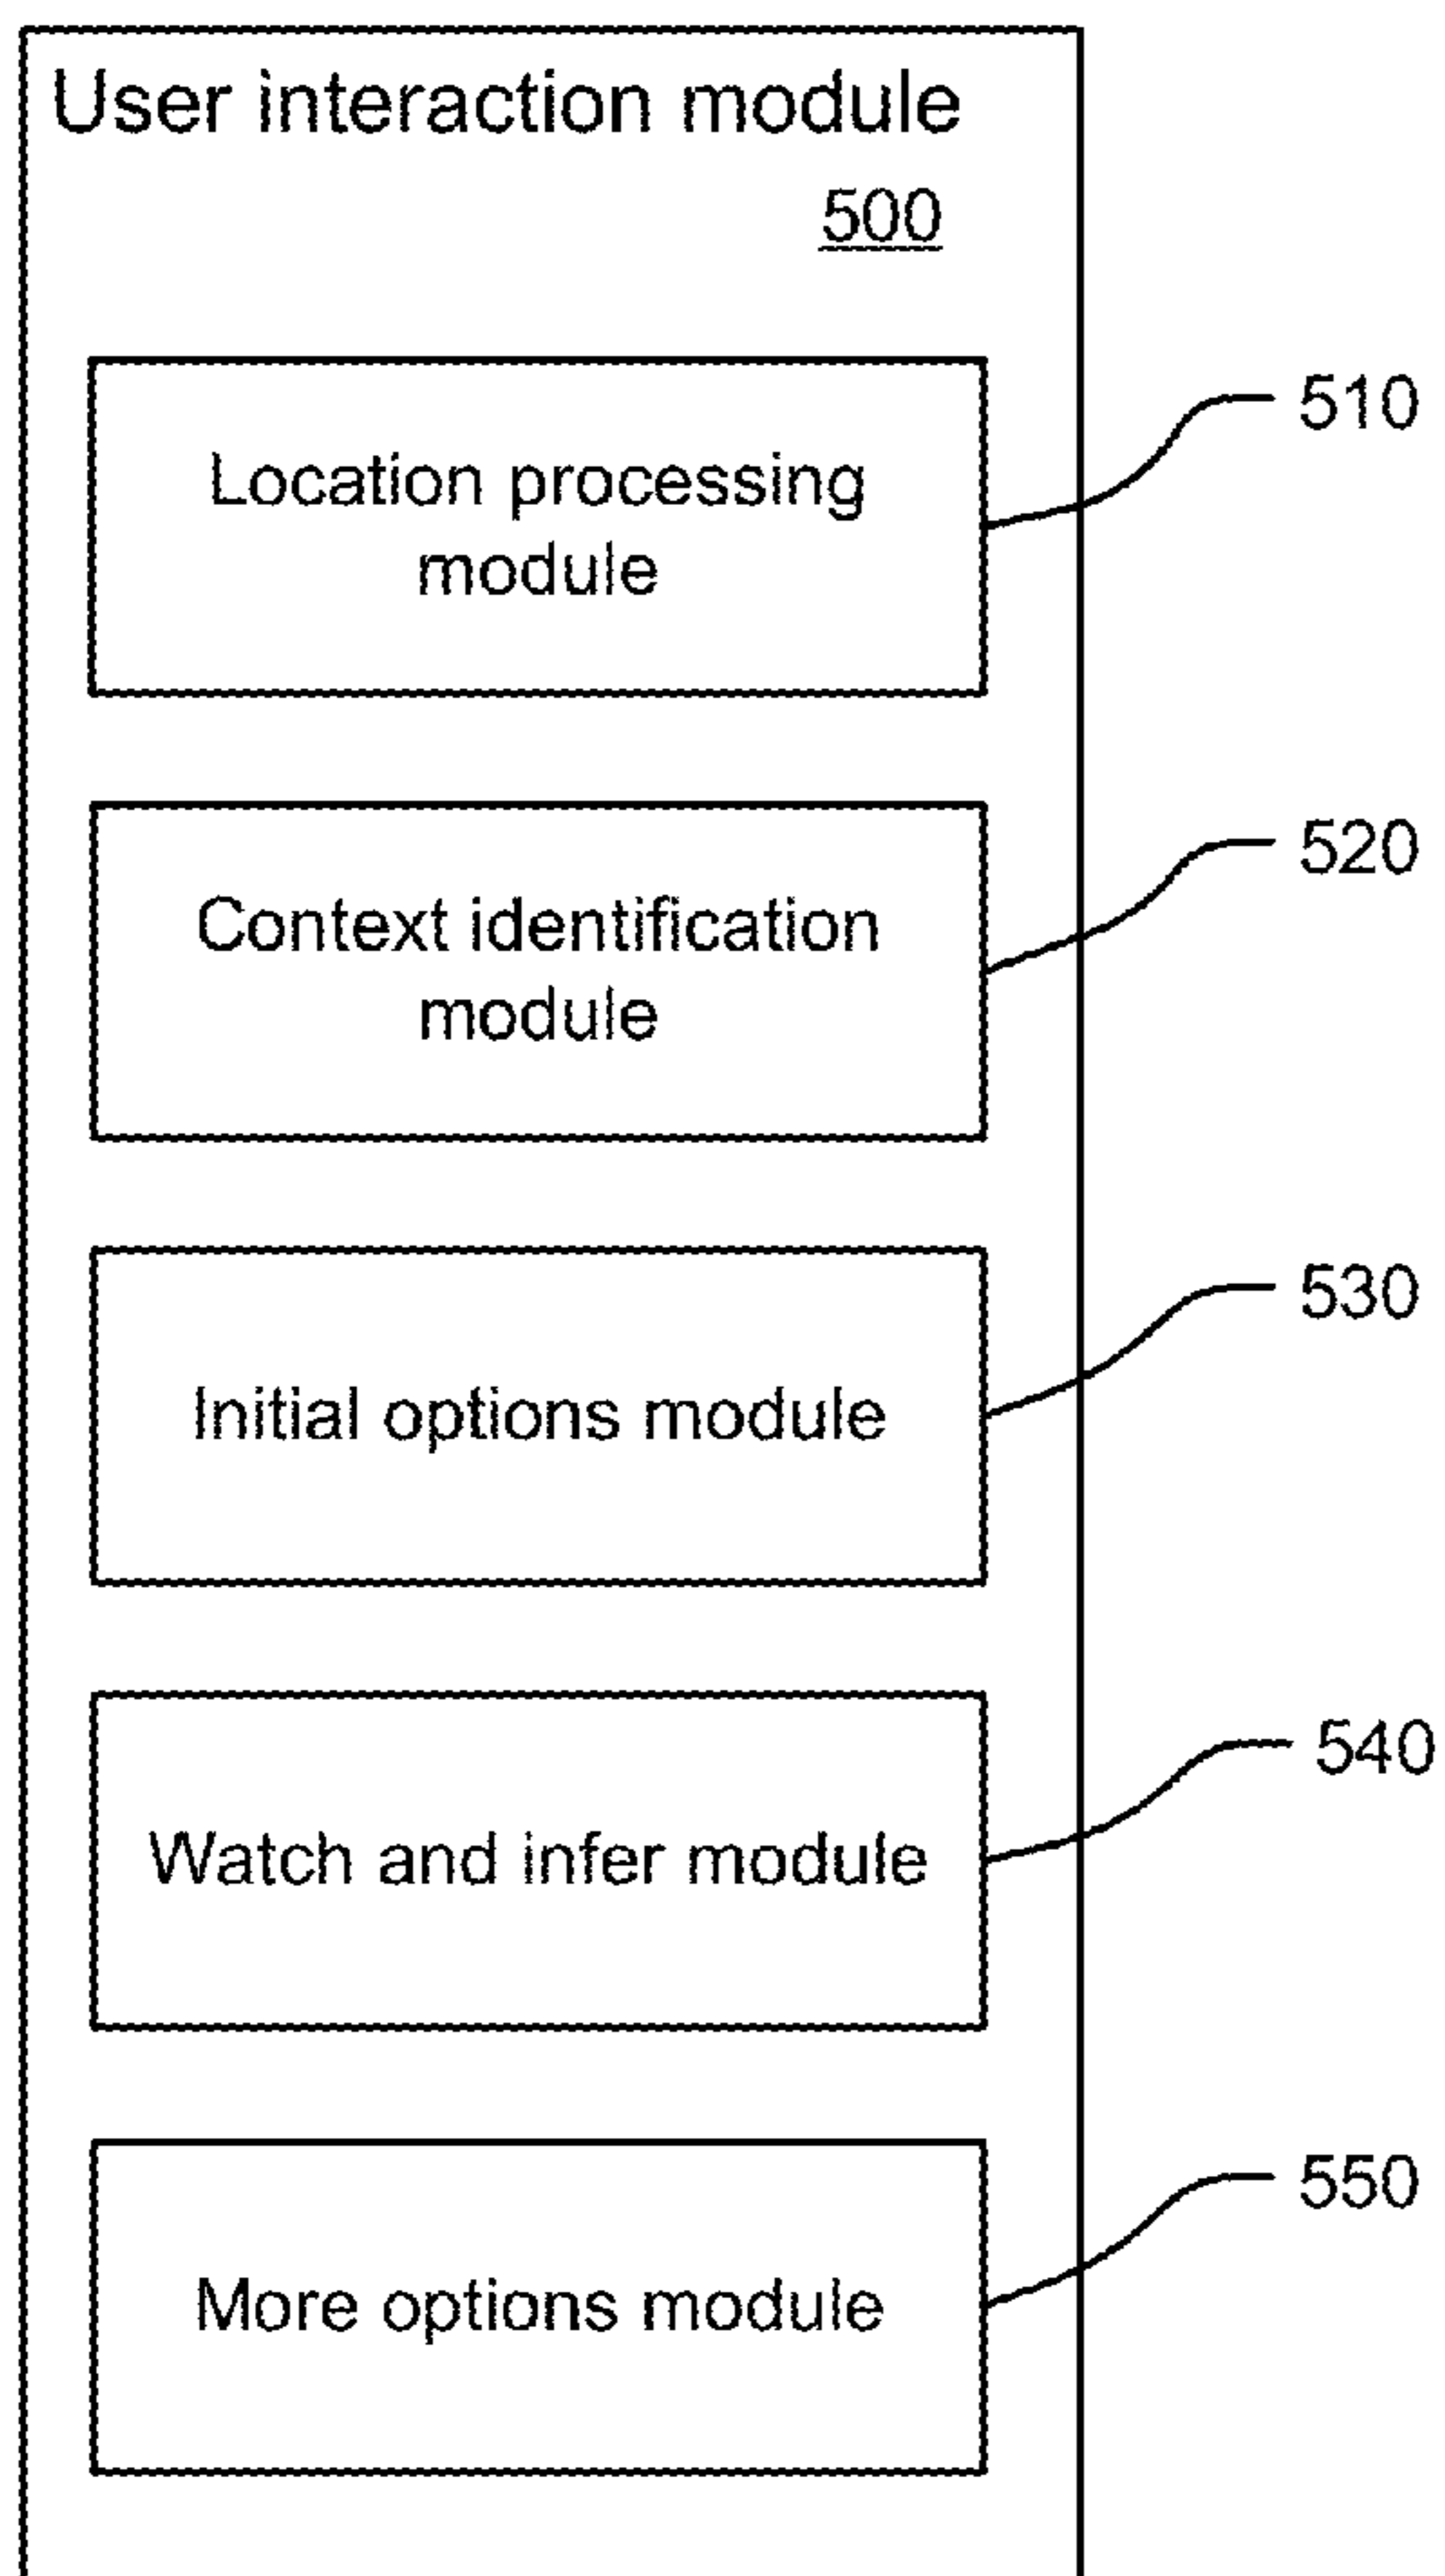 User interaction module
500
Location processing
module
510
Context identification
module
520
Initial options module
530
Watch and infer module
540
More options module
550